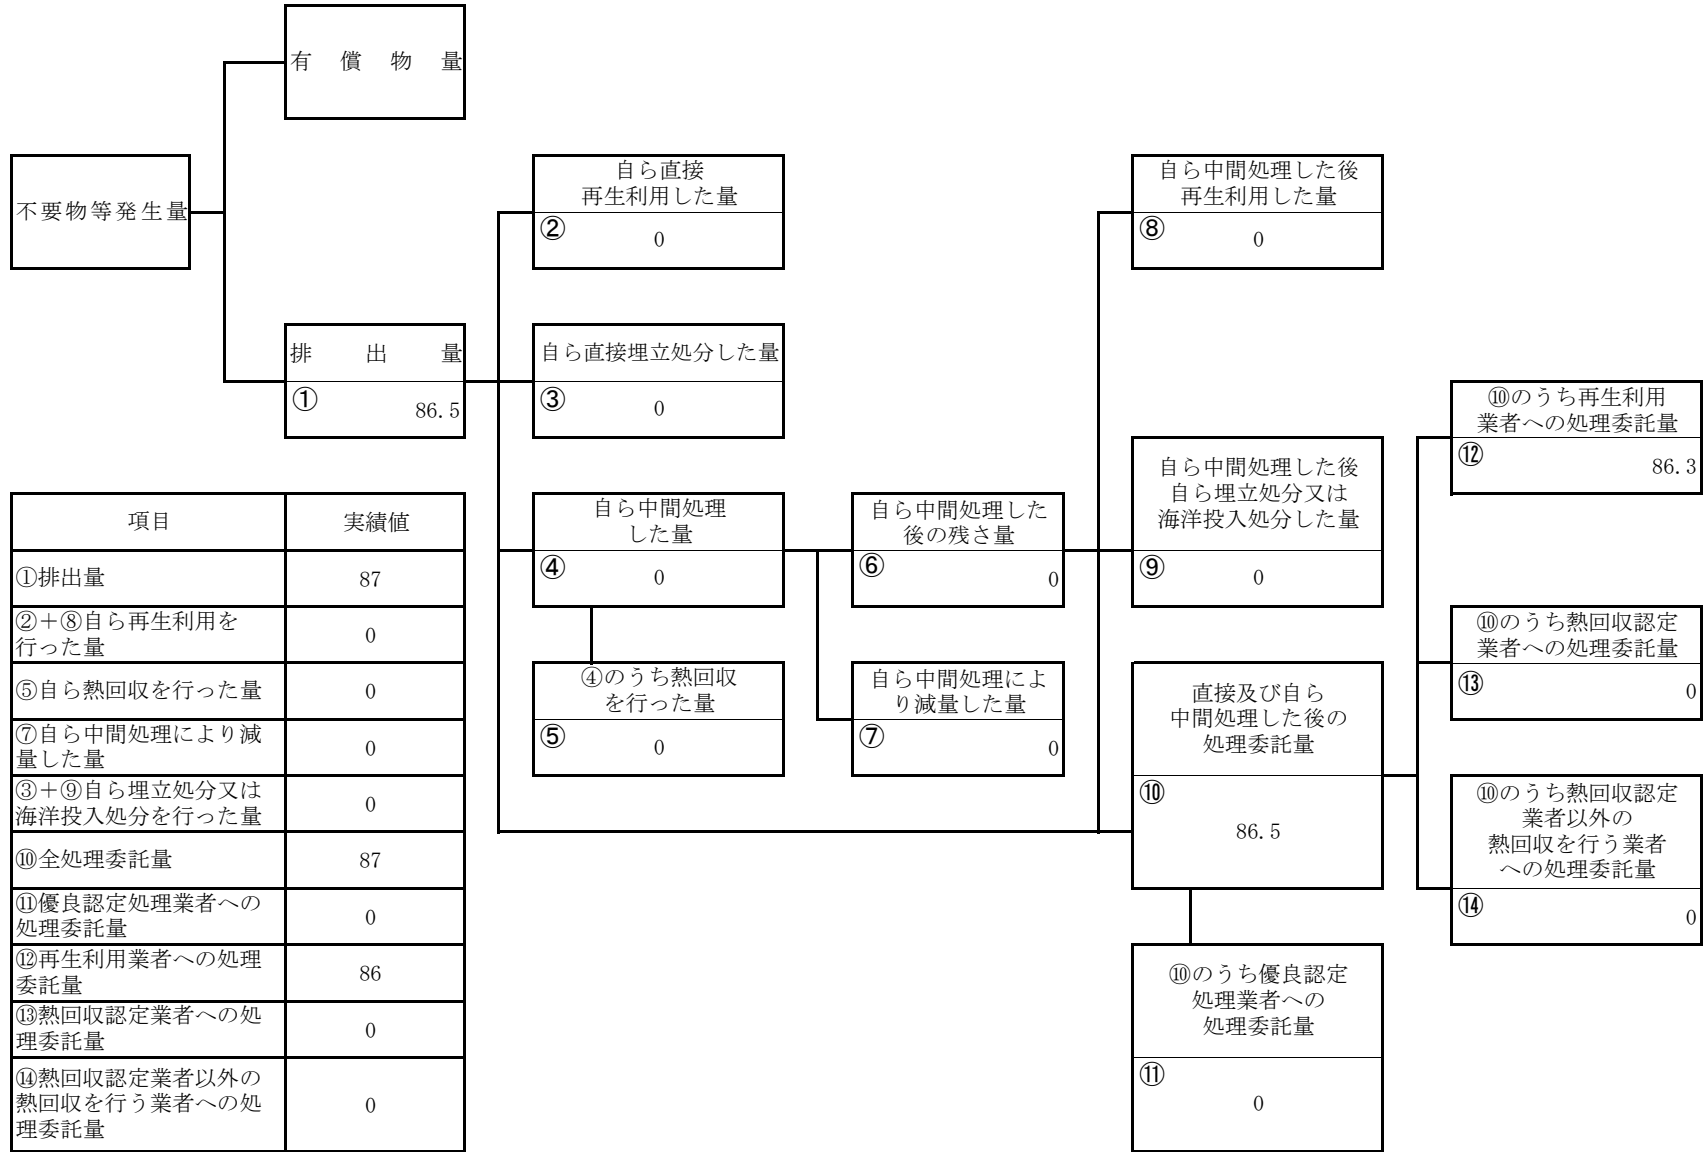 有償物量
不要物等発生量
排出量
①
86.5
自ら直接
再生利用した量
②
0
自ら直接埋立処分した量
③
0
自ら中間処理
した量
④
0
④のうち熱回収
を行った量
⑤
0
自ら中間処理した
後の残さ量
⑥
0
自ら中間処理によ
り減量した量
⑦
0
自ら中間処理した後
再生利用した量
⑧
0
自ら中間処理した後
自ら埋立処分又は
海洋投入処分した量
⑨
0
直接及び自ら
中間処理した後の
処理委託量
⑩
86.5
⑩のうち優良認定
処理業者への
処理委託量
⑪
0
⑩のうち再生利用
業者への処理委託量
⑫
86.3
⑩のうち熱回収認定
業者への処理委託量
⑬
0
⑩のうち熱回収認定
業者以外の
熱回収を行う業者
への処理委託量
⑭
0
項目 実績値
①排出量 87
②＋⑧自ら再生利用を
行った量 0
⑤自ら熱回収を行った量 0
⑦自ら中間処理により減
量した量 0
③＋⑨自ら埋立処分又は
海洋投入処分を行った量 0
⑩全処理委託量 87
⑪優良認定処理業者への
処理委託量 0
⑫再生利用業者への処理
委託量 86
⑬熱回収認定業者への処
理委託量 0
⑭熱回収認定業者以外の
熱回収を行う業者への処
理委託量 0